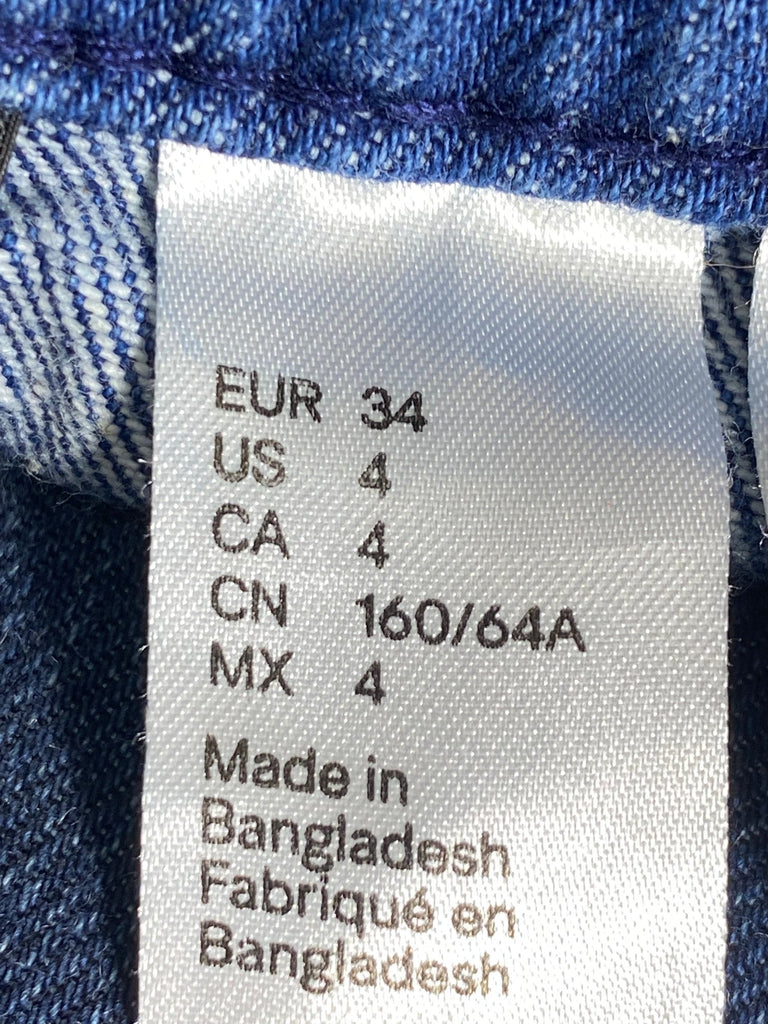 EUR 34
US 4
CA 4
CN 160/64A
MX 4
Made in
Bangladesh
Fabriqué en
Bangladesh